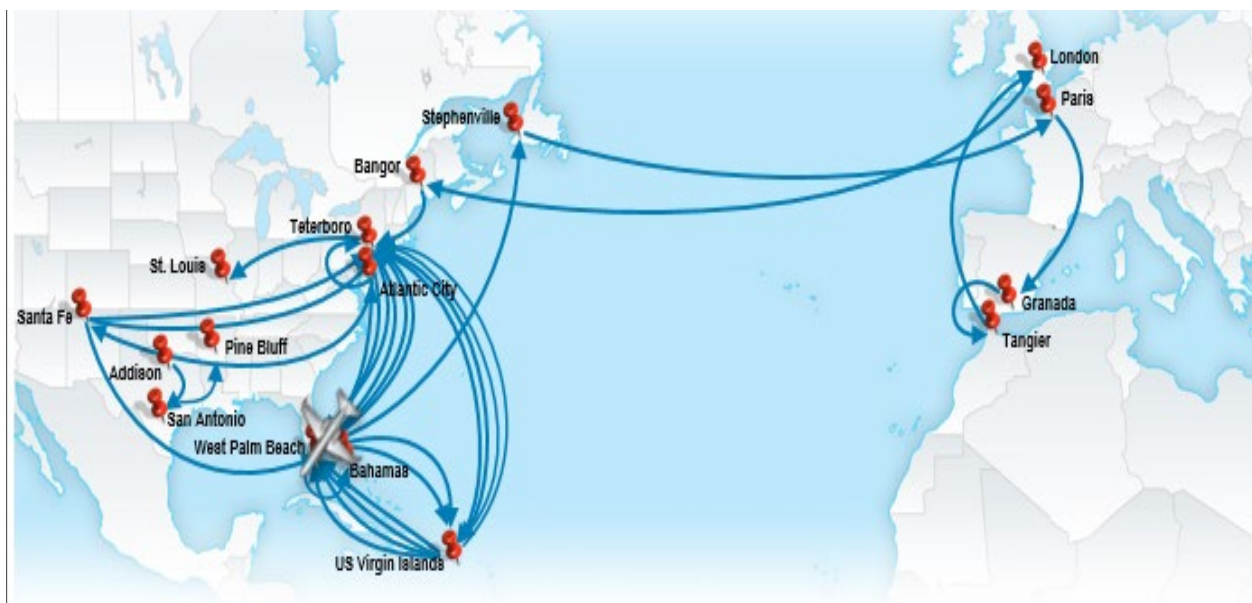 London
Paris
Stephenville
Bangor
Teterboro
St. Louis
Atlantic City
Santa Fe
Granada
Tangier
Pine Bluff
Addison
San Antonio
West Palm Beach
Bahamas
US Virgin Islands